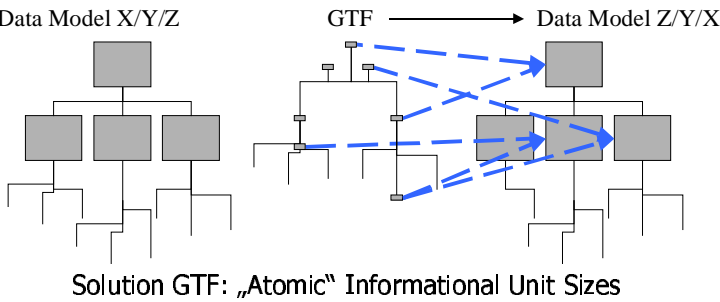 Data Model X/Y/Z
GTF
Data Model Z/Y/X
Solution GTF: „Atomic“ Informational Unit Sizes